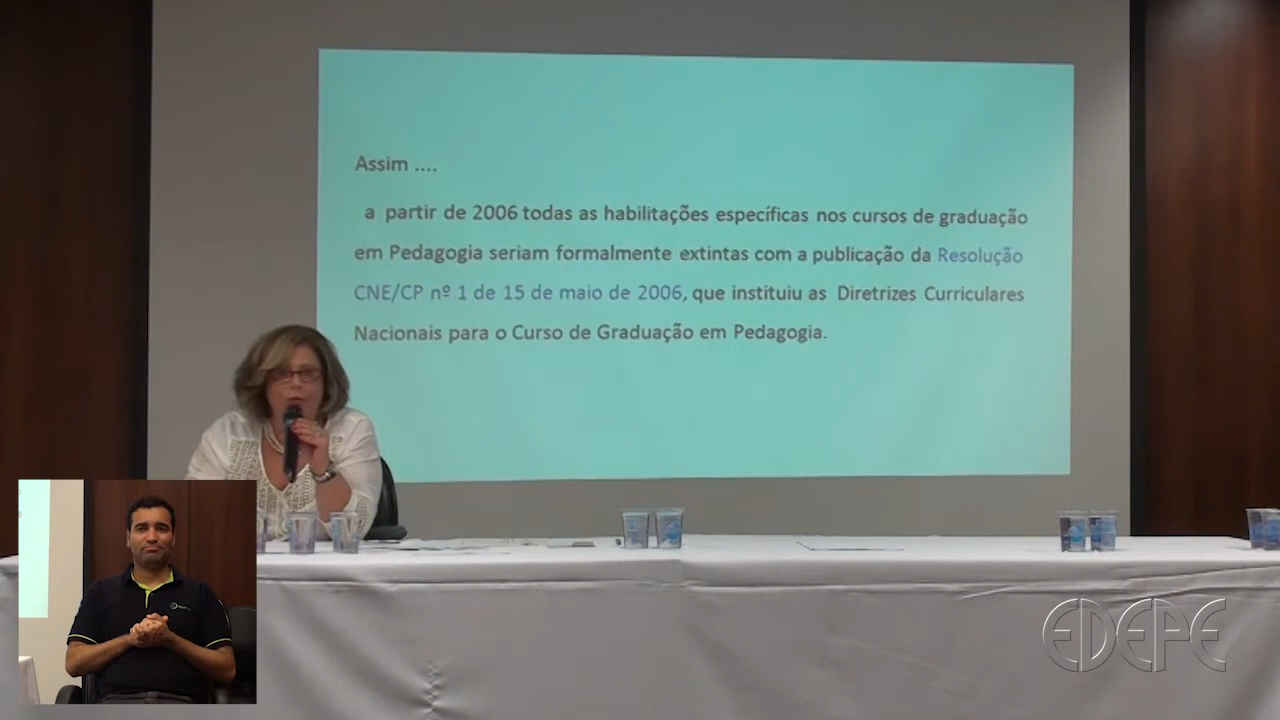 Assim ....
a partir de 2006 todas as habilitações específicas nos cursos de graduação
em Pedagogia seriam formalmente extintas com a publicação da Resolução
CNE/CP nº 1 de 15 de maio de 2006, que instituiu as Diretrizes Curriculares
Nacionais para o Curso de Graduação em Pedagogia.
EDEPE